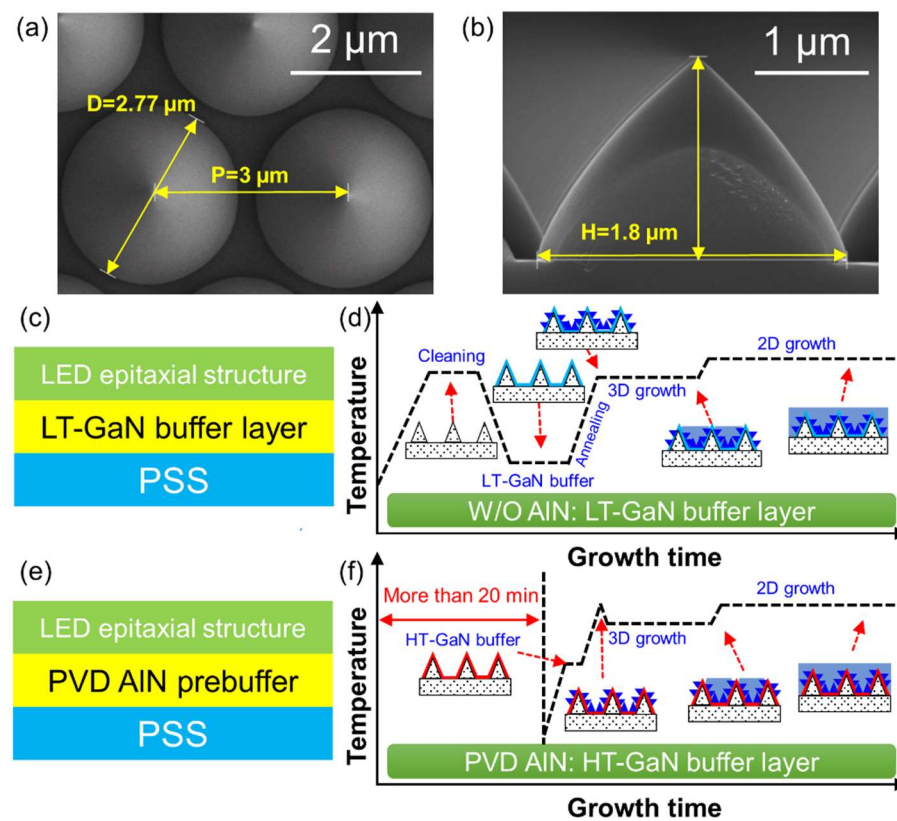 (a)
2 µm
D=2.77 µm
P=3 µm
(b)
1 µm
H=1.8 µm
(c)
LED epitaxial structure
LT-GaN buffer layer
PSS
(d)
Temperature
Cleaning
LT-GaN buffer
Annealing
3D growth
2D growth
W/O AlN: LT-GaN buffer layer
Growth time
(e)
LED epitaxial structure
PVD AlN prebuffer
PSS
(f)
Temperature
More than 20 min
HT-GaN buffer
3D growth
2D growth
PVD AlN: HT-GaN buffer layer
Growth time